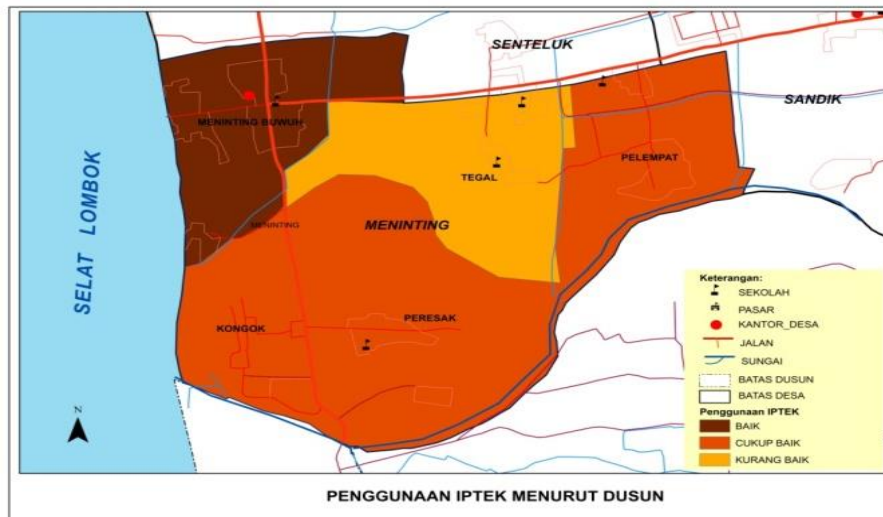 SENTELUK
SANDIK
MENINTING BUWUH
PELEMPAT
TEGAL
MENINTING
MENINTING
SELAT LOMBOK
PERESAK
KONGOK
N
Keterangan:
SEKOLAH
PASAR
KANTOR_DESA
JALAN
SUNGAI
BATAS DUSUN
BATAS DESA
Penggunaan IPTEK
BAIK
CUKUP BAIK
KURANG BAIK
PENGGUNAAN IPTEK MENURUT DUSUN